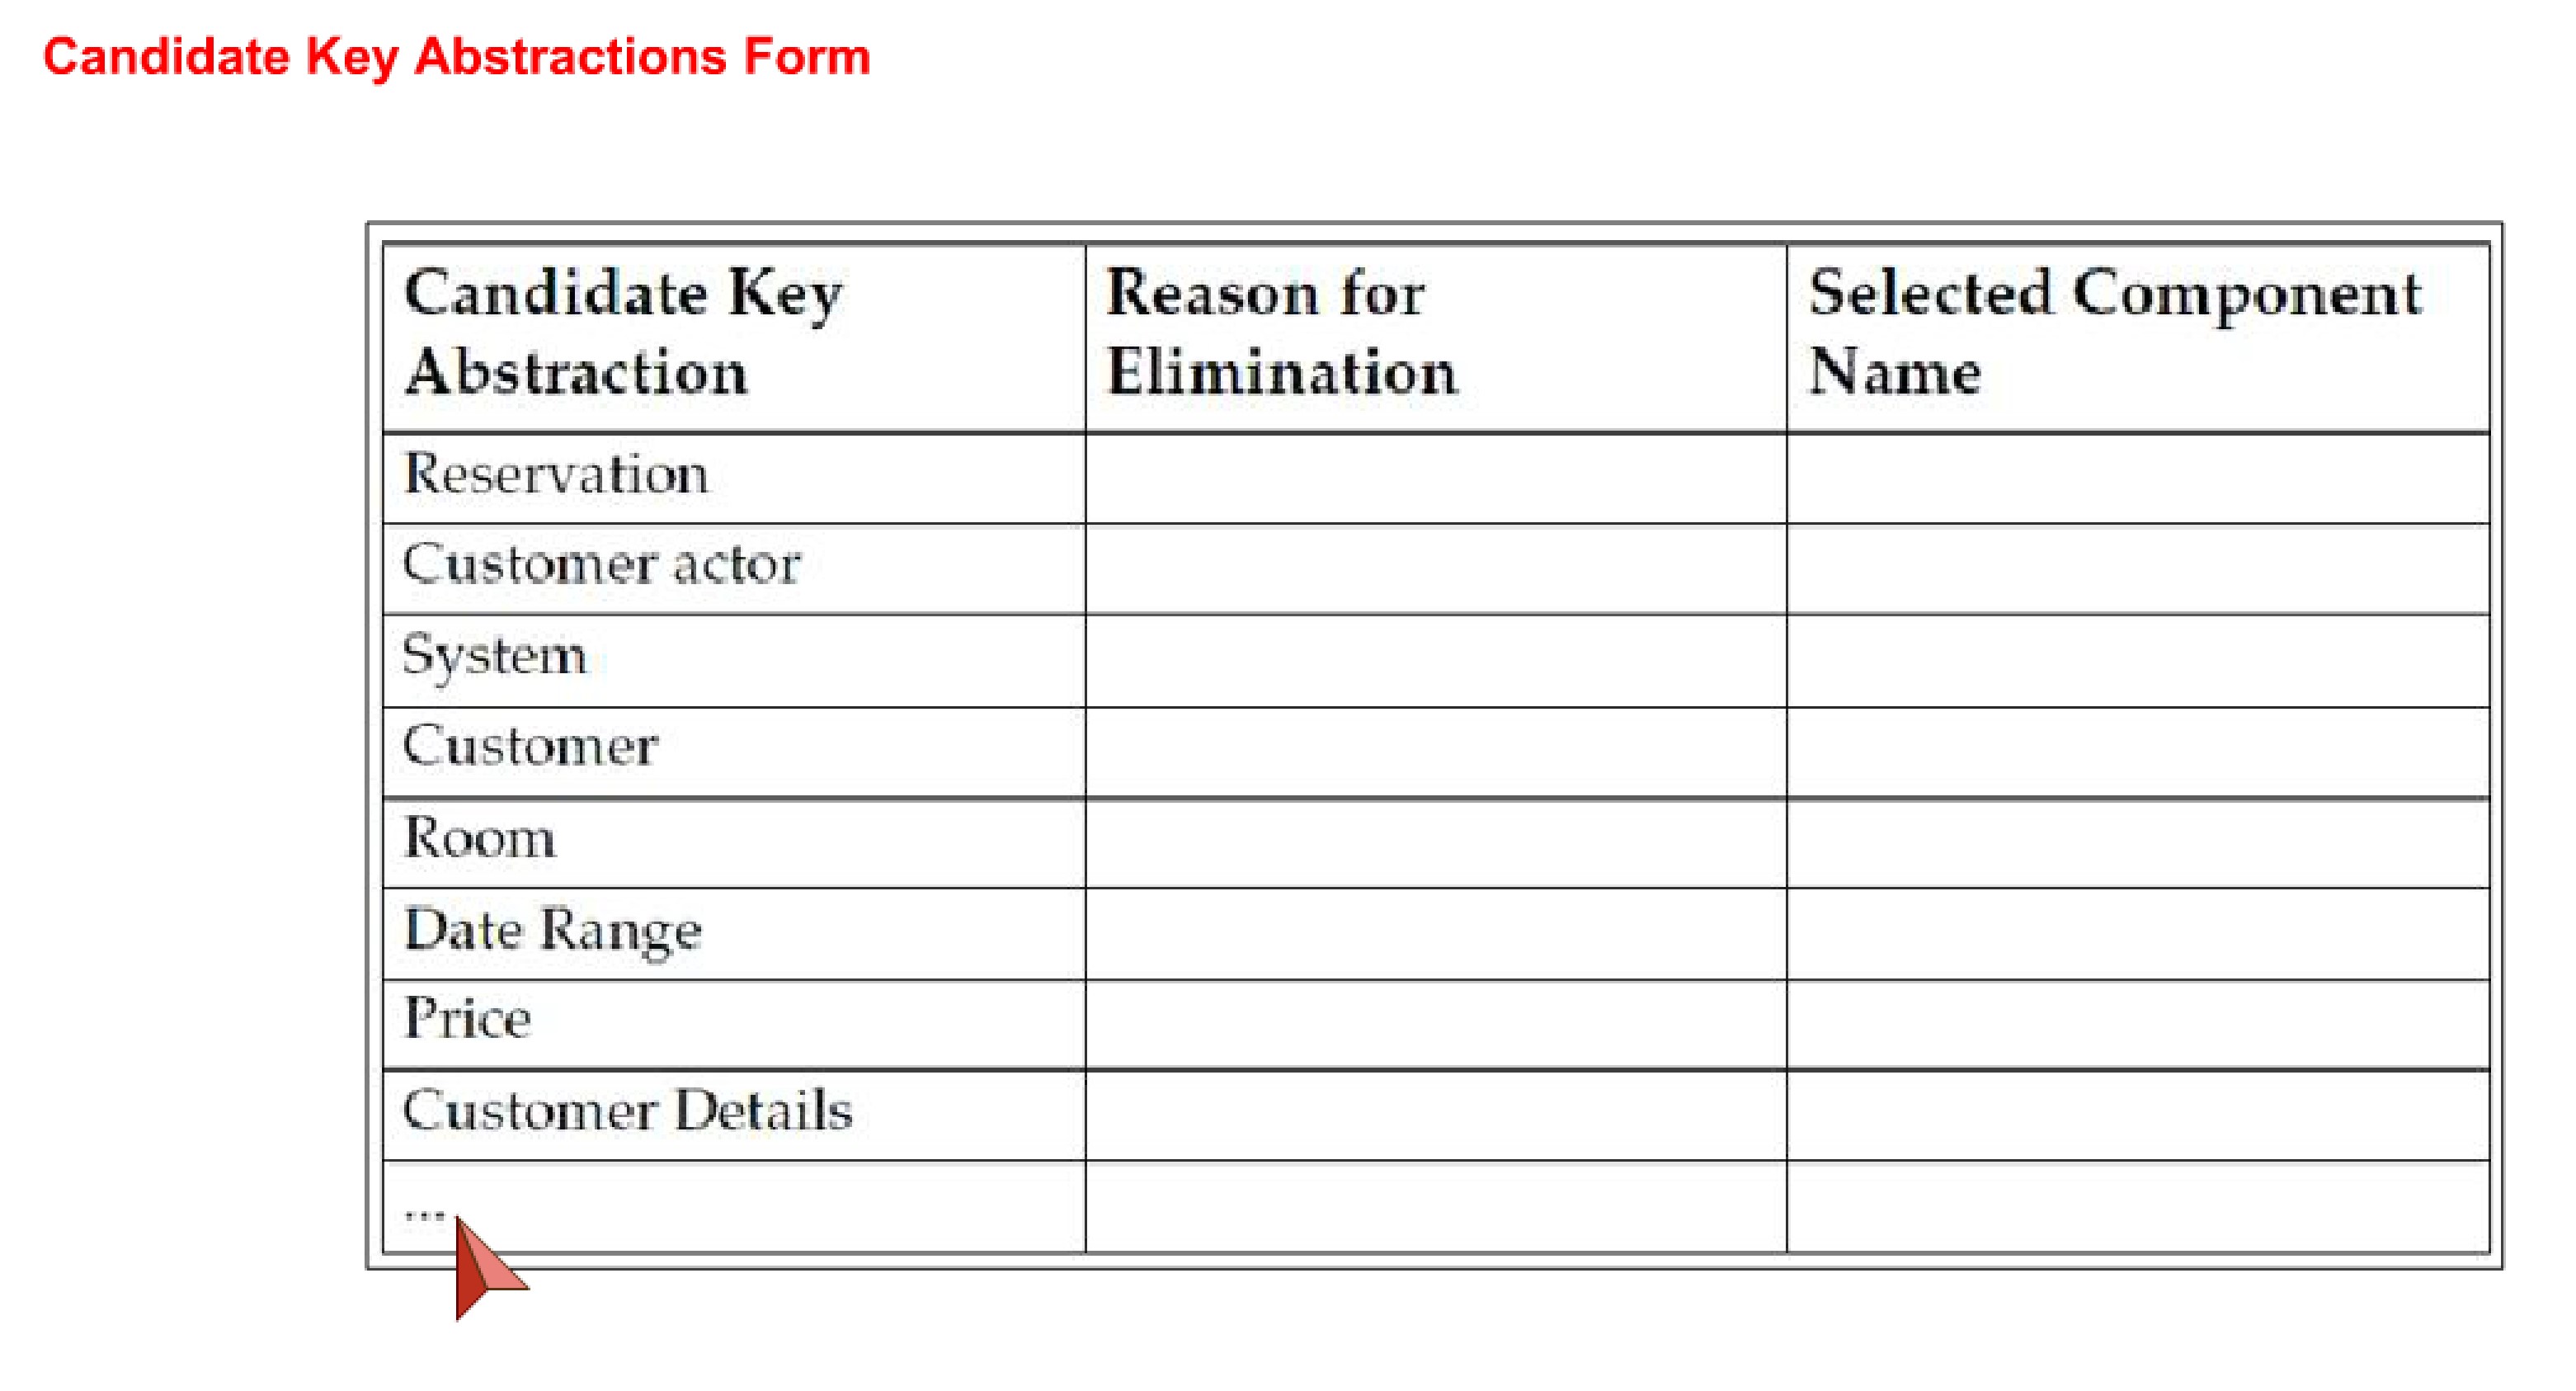 Candidate Key Abstractions Form
Candidate Key
Abstraction
Reason for
Elimination
Selected Component
Name
Reservation
Customer actor
System
Customer
Room
Date Range
Price
Customer Details
...